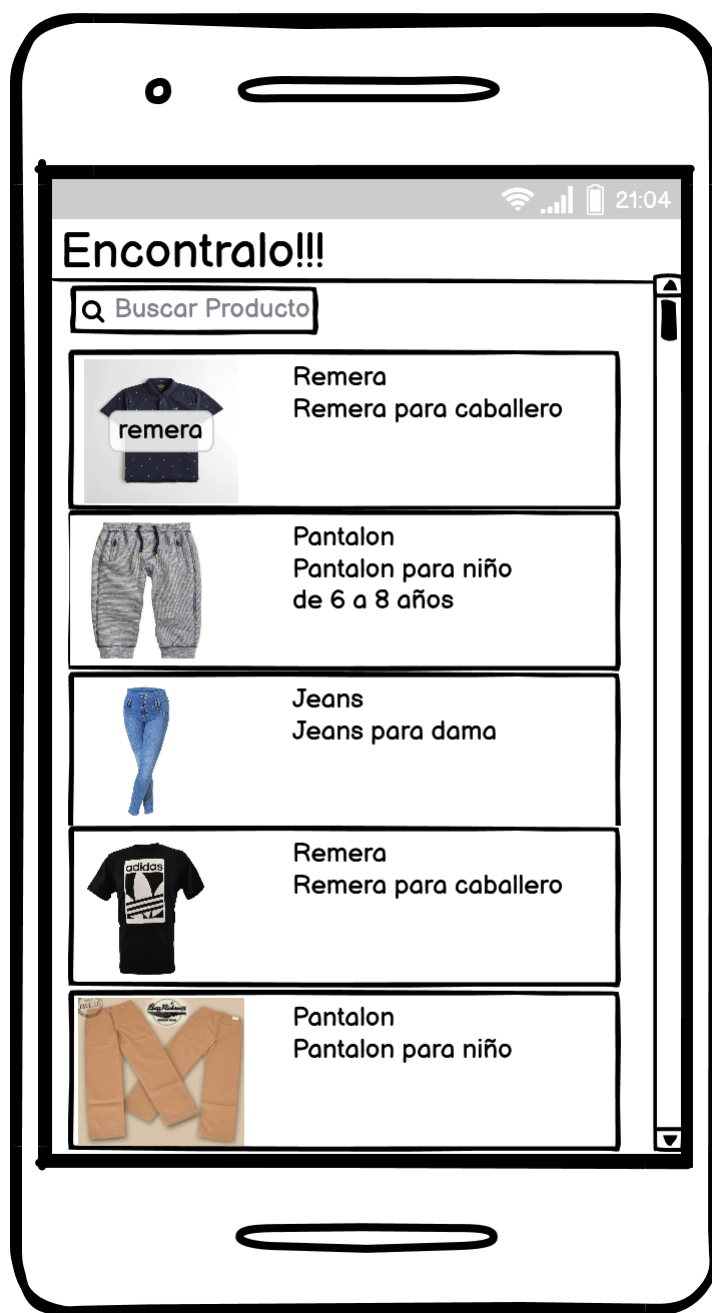 21:04
Encontralo!!!
Buscar Producto
remera
Remera
Remera para caballero
Pantalon
Pantalon para niño
de 6 a 8 años
Jeans
Jeans para dama
adidas
Remera
Remera para caballero
Pantalon
Pantalon para niño